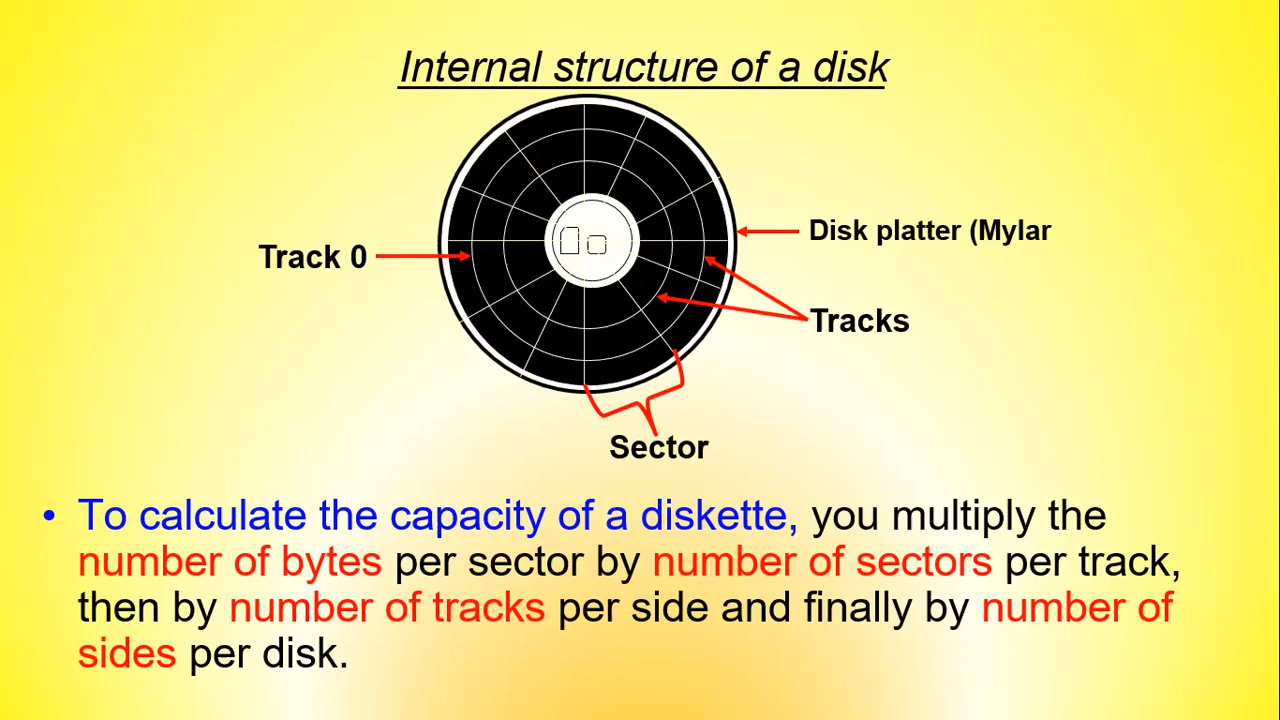 Internal structure of a disk
Disk platter (Mylar
Track 0
Tracks
Sector
• To calculate the capacity of a diskette, you multiply the
number of bytes per sector by number of sectors per track,
then by number of tracks per side and finally by number of
sides per disk.